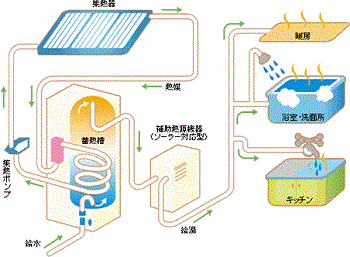 集熱器
暖房
熱媒
浴室・洗面所
蓄熱槽
補助熱源機器
(ソーラー対応型)
集熱ポンプ
キッチン
給湯
給水